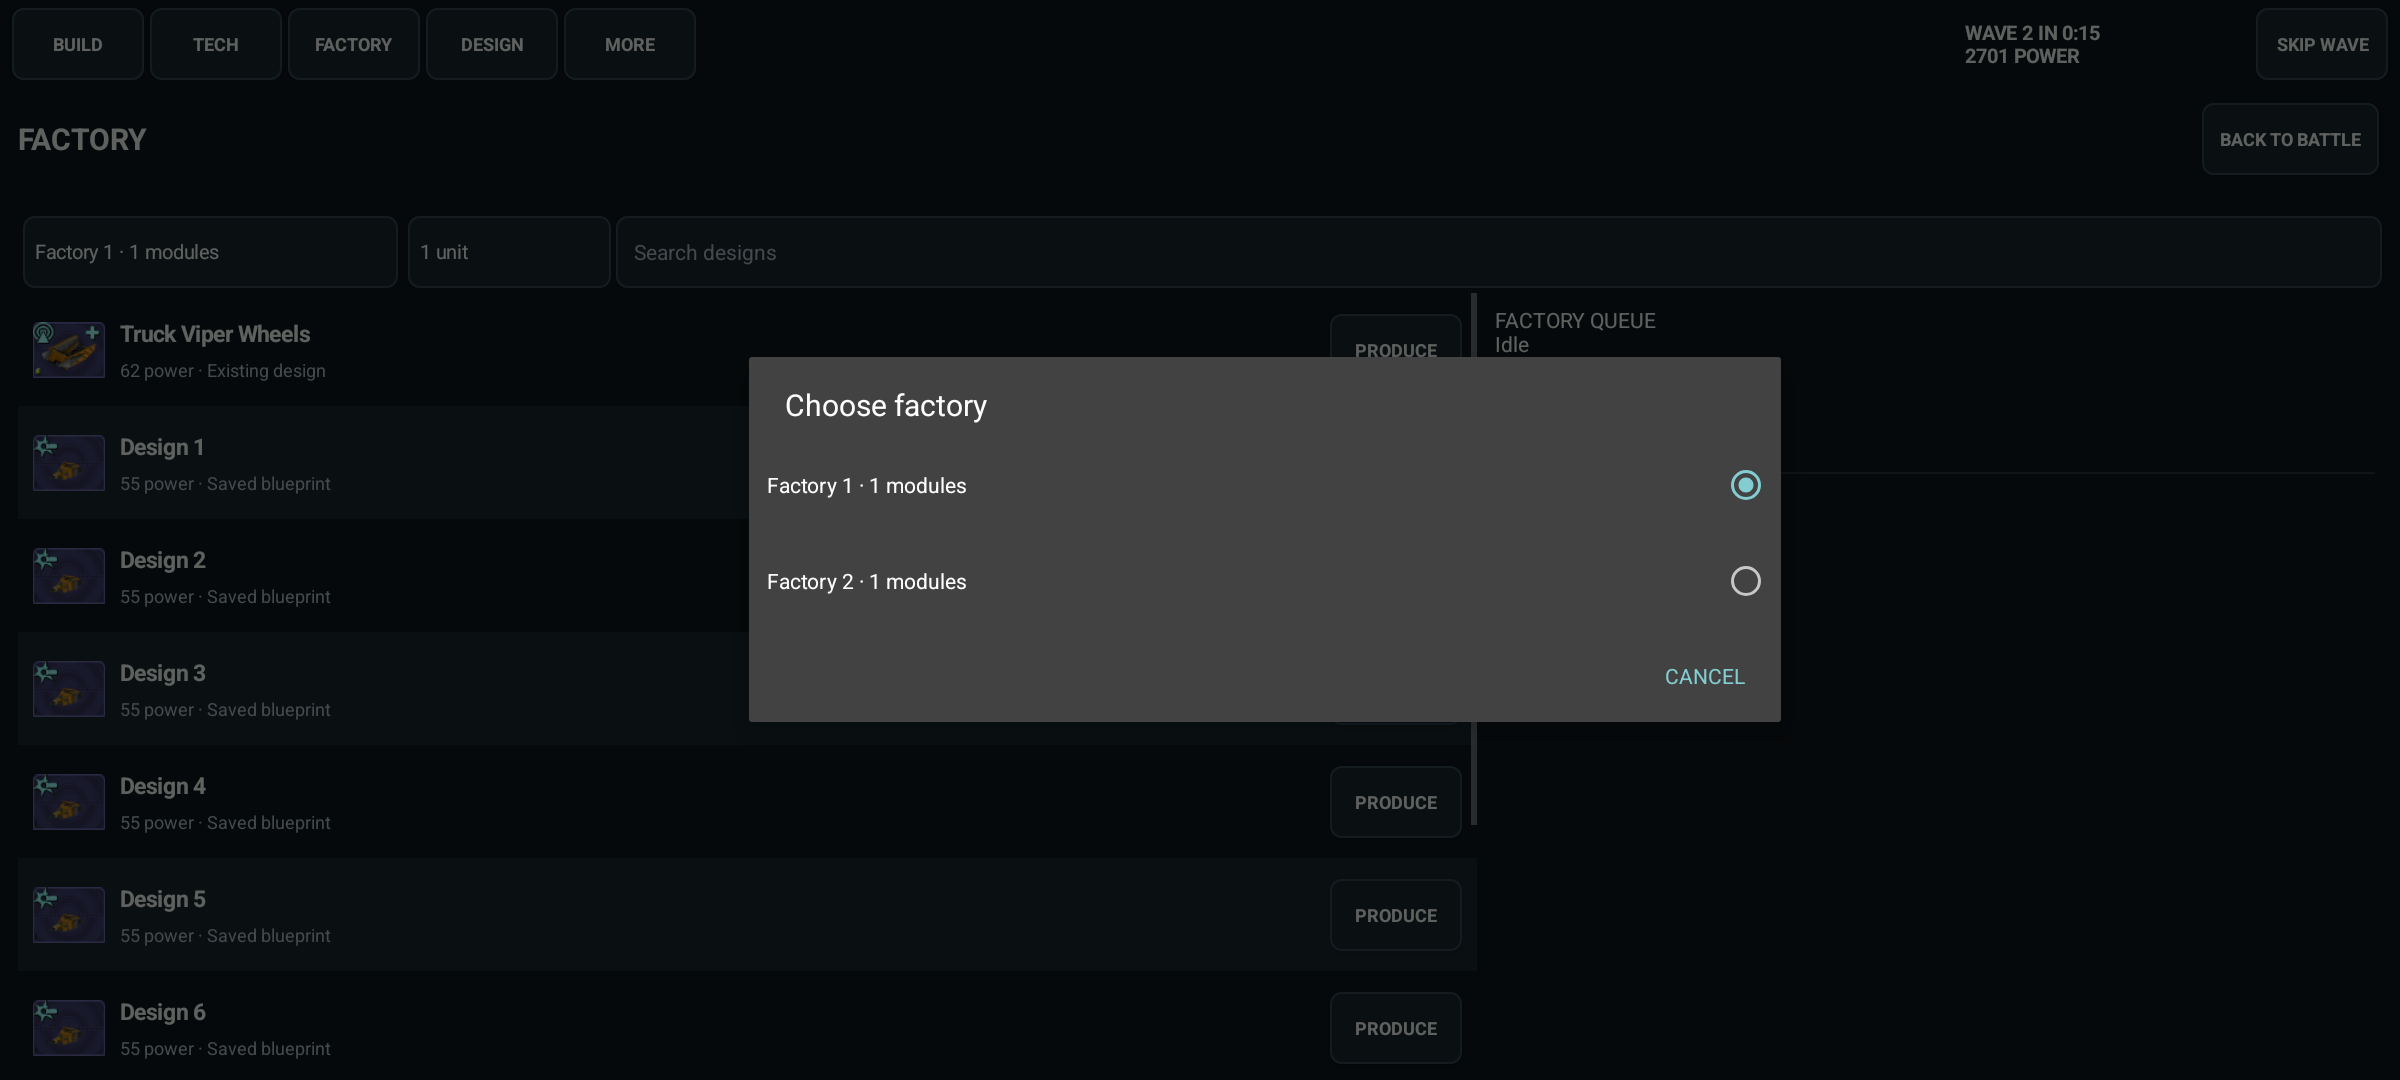 BUILD
TECH
FACTORY
DESIGN
MORE
WAVE 2 IN 0:15
2701 POWER
SKIP WAVE
FACTORY
BACK TO BATTLE
Factory 1 · 1 modules
1 unit
Search designs
Truck Viper Wheels
62 power · Existing design
PRODUCE
FACTORY QUEUE
Idle
Choose factory
Factory 1 · 1 modules
Factory 2 · 1 modules
CANCEL
Design 1
55 power · Saved blueprint
Design 2
55 power · Saved blueprint
Design 3
55 power · Saved blueprint
Design 4
55 power · Saved blueprint
PRODUCE
Design 5
55 power · Saved blueprint
PRODUCE
Design 6
55 power · Saved blueprint
PRODUCE